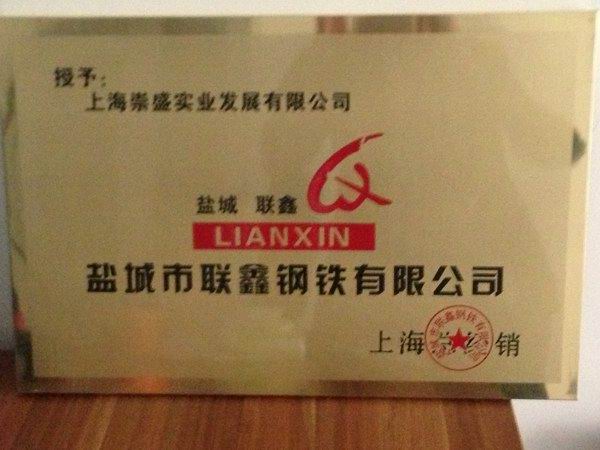 授予：
上海崇盛实业发展有限公司
盐城 联鑫
LIANXIN
盐城市联鑫钢铁有限公司
上海 销